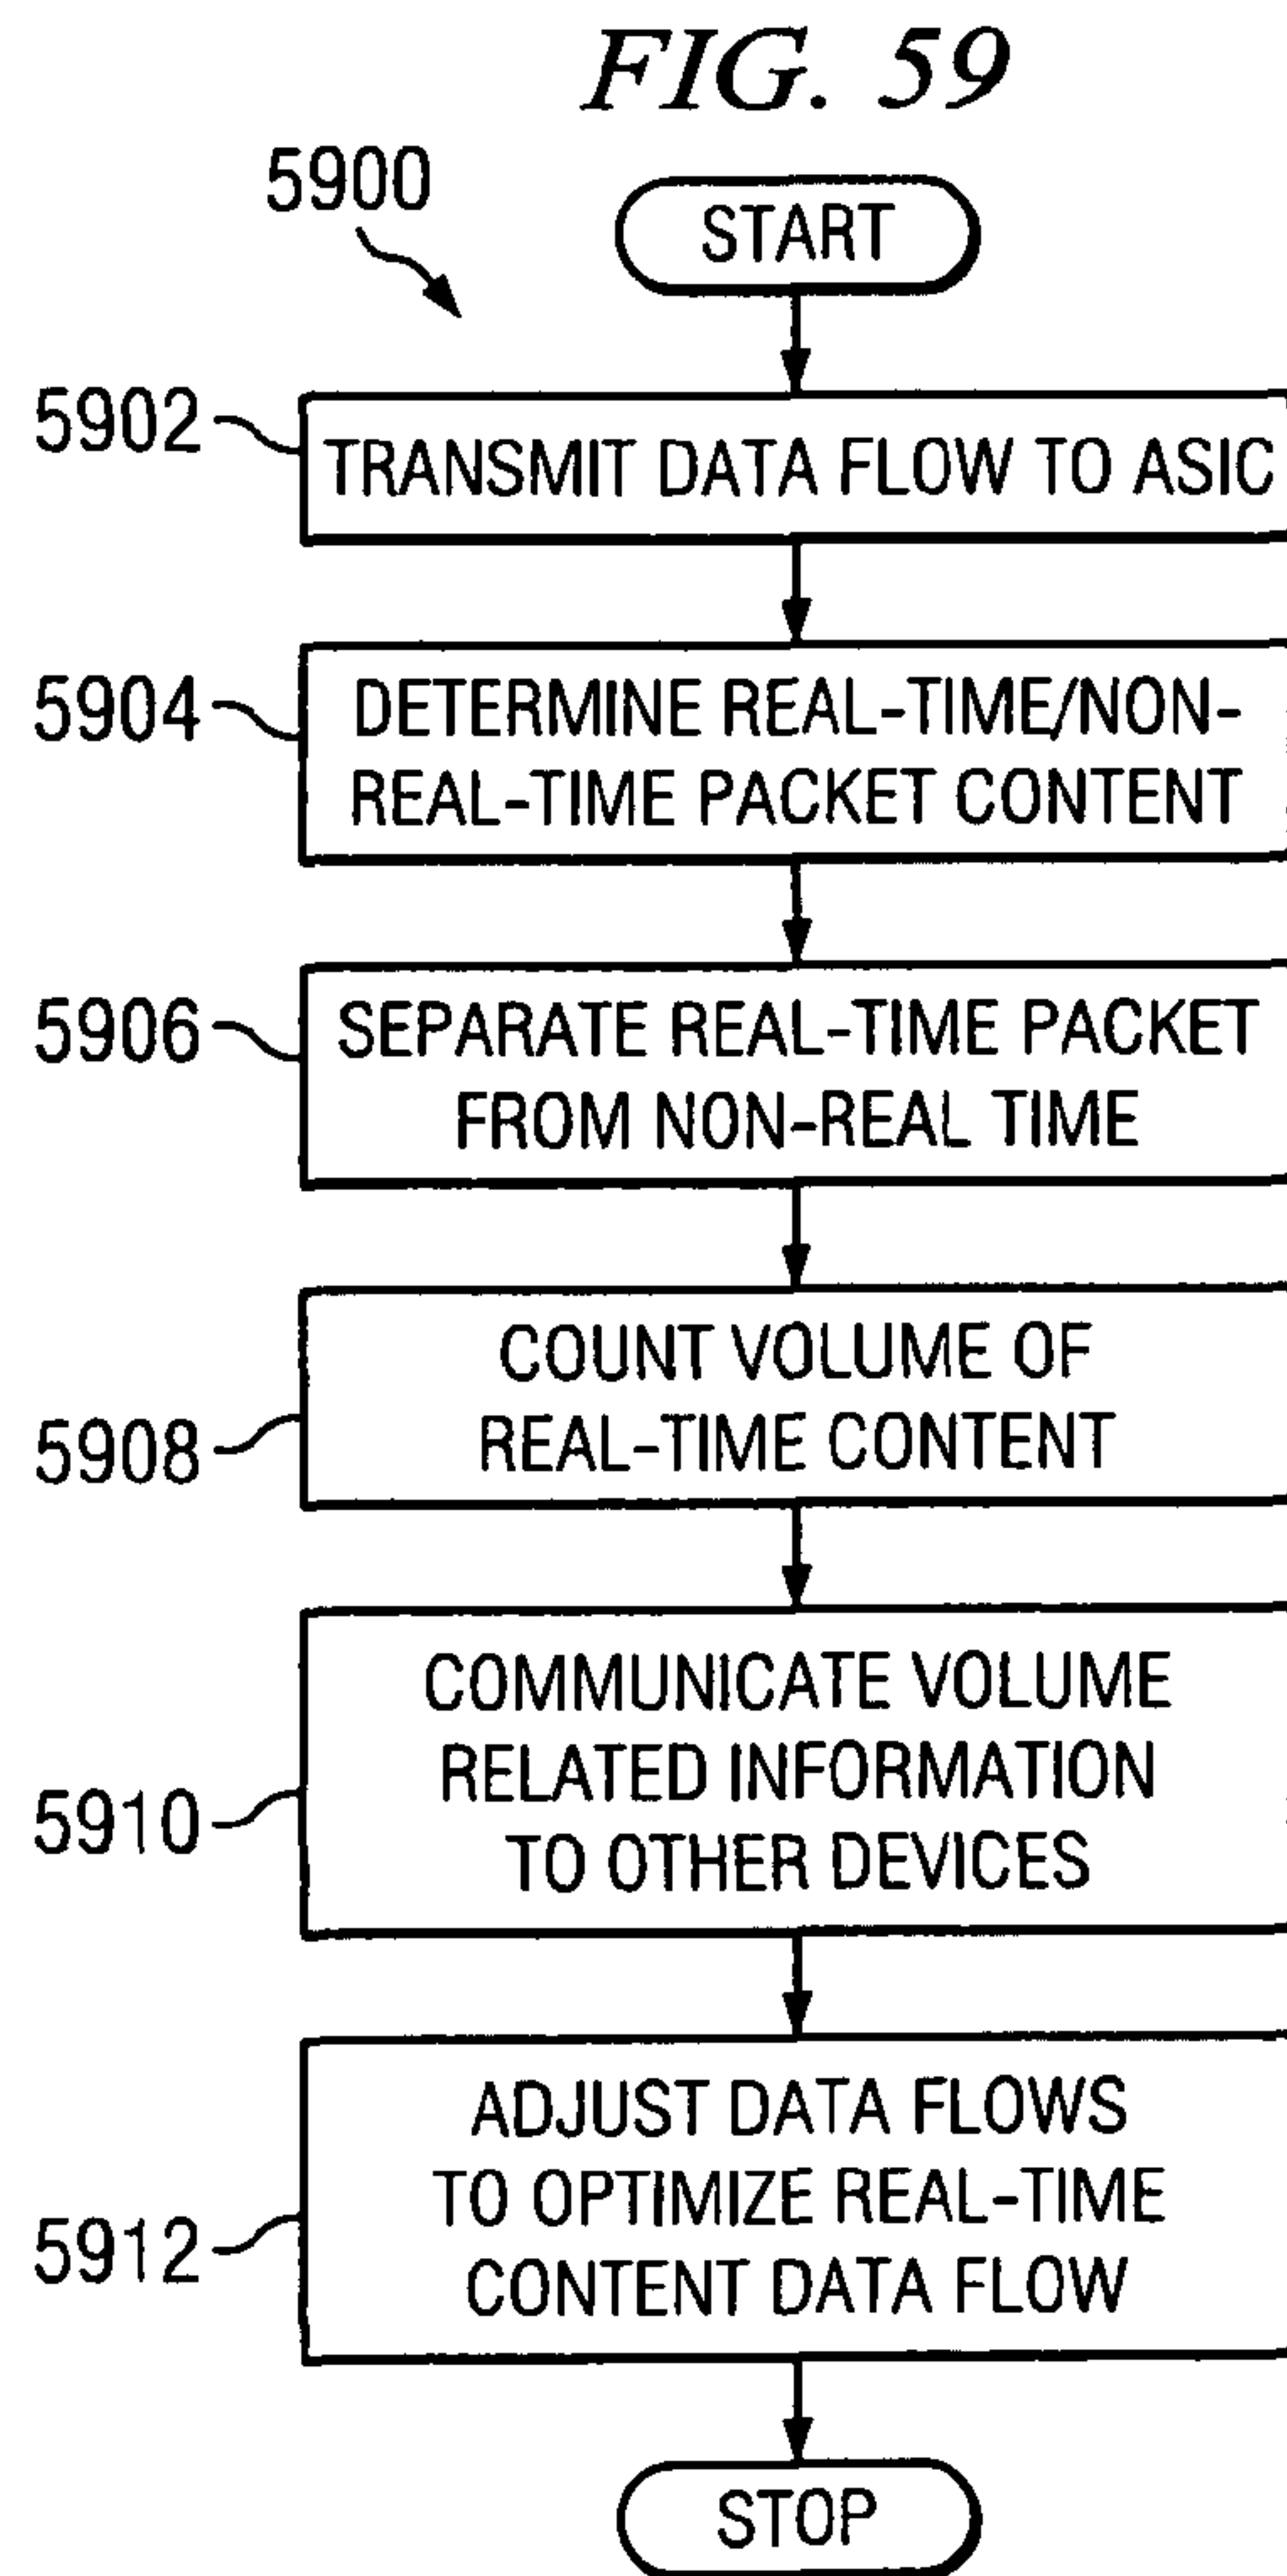 FIG. 59
5900
START
5902
TRANSMIT DATA FLOW TO ASIC
5904
DETERMINE REAL-TIME/NON-
REAL-TIME PACKET CONTENT
5906
SEPARATE REAL-TIME PACKET
FROM NON-REAL TIME
5908
COUNT VOLUME OF
REAL-TIME CONTENT
5910
COMMUNICATE VOLUME
RELATED INFORMATION
TO OTHER DEVICES
5912
ADJUST DATA FLOWS
TO OPTIMIZE REAL-TIME
CONTENT DATA FLOW
STOP